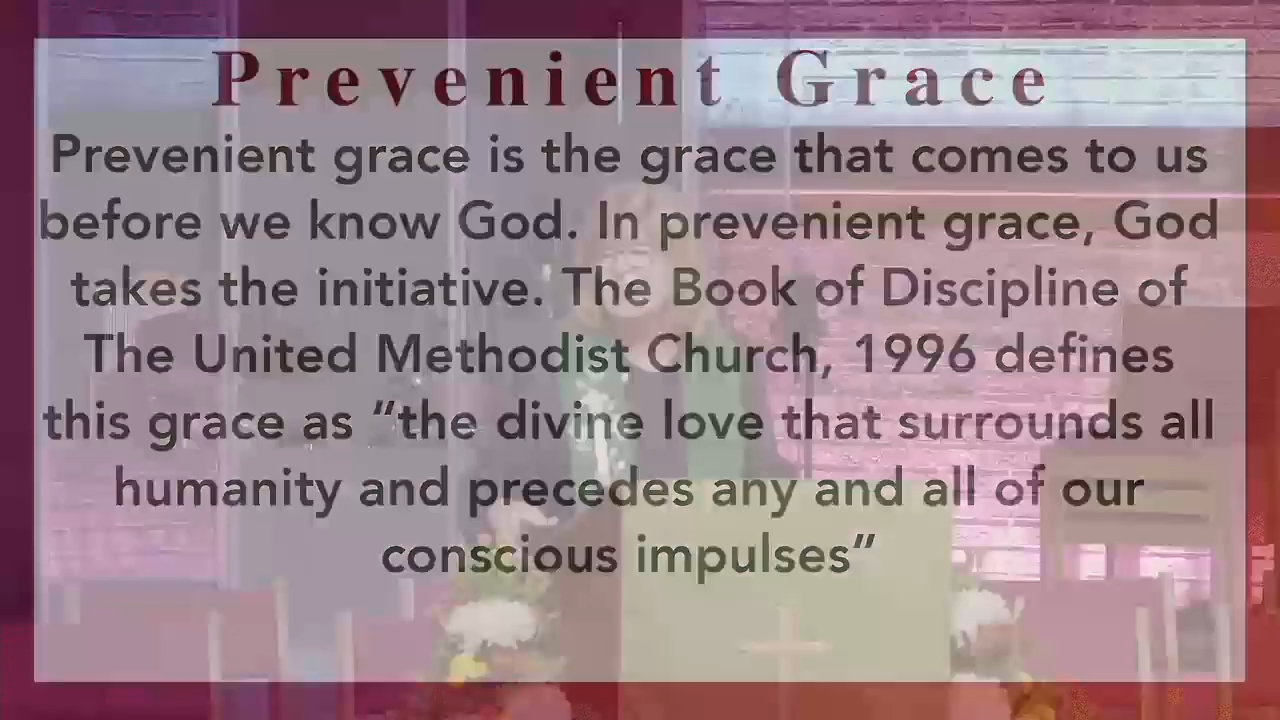 Prevenient Grace
Prevenient grace is the grace that comes to us
before we know God. In prevenient grace, God
takes the initiative. The Book of Discipline of
The United Methodist Church, 1996 defines
this grace as “the divine love that surrounds all
humanity and precedes any and all of our
conscious impulses”